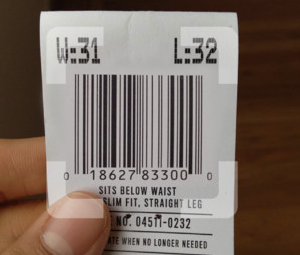 W:31 L:32
0 18627 83300 0
SITS BELOW WAIST
SLIM FIT, STRAIGHT LEG
NO. 04511-0232
WHEN NO LONGER NEEDED